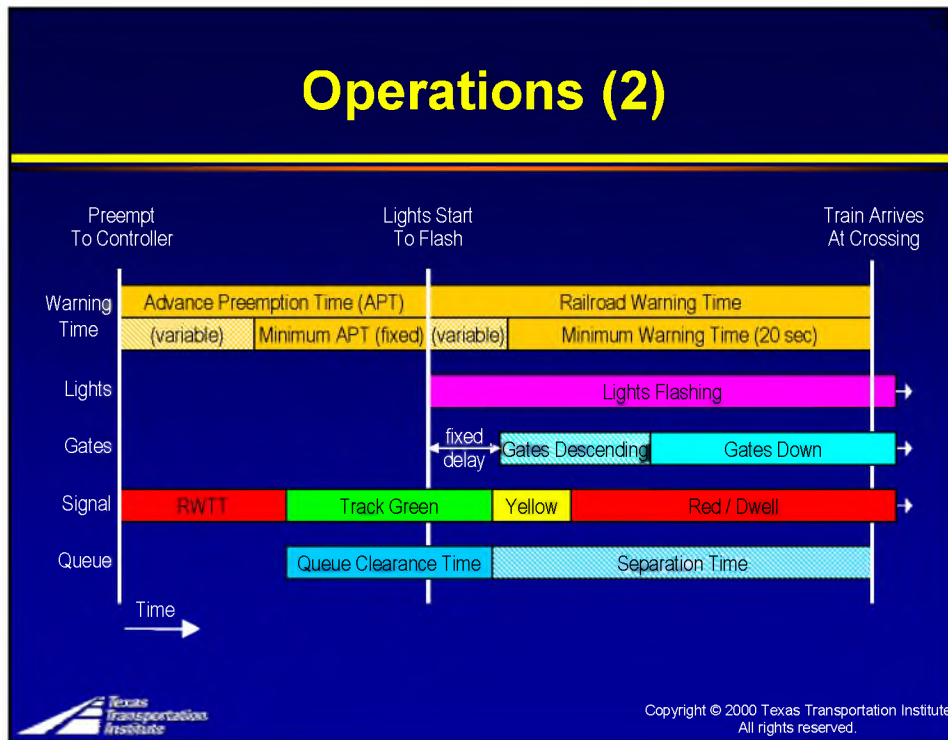 Operations (2)
Preempt
To Controller
Lights Start
To Flash
Train Arrives
At Crossing
Warning
Time
Advance Preemption Time (APT)
Railroad Warning Time
(variable)
Minimum APT (fixed)
(variable)
Minimum Warning Time (20 sec)
Lights
Lights Flashing
Gates
fixed
delay
Gates Descending
Gates Down
Signal
RWTT
Track Green
Yellow
Red / Dwell
Queue
Queue Clearance Time
Separation Time
Time
Texas
Transportation
Institute
Copyright © 2000 Texas Transportation Institute
All rights reserved.